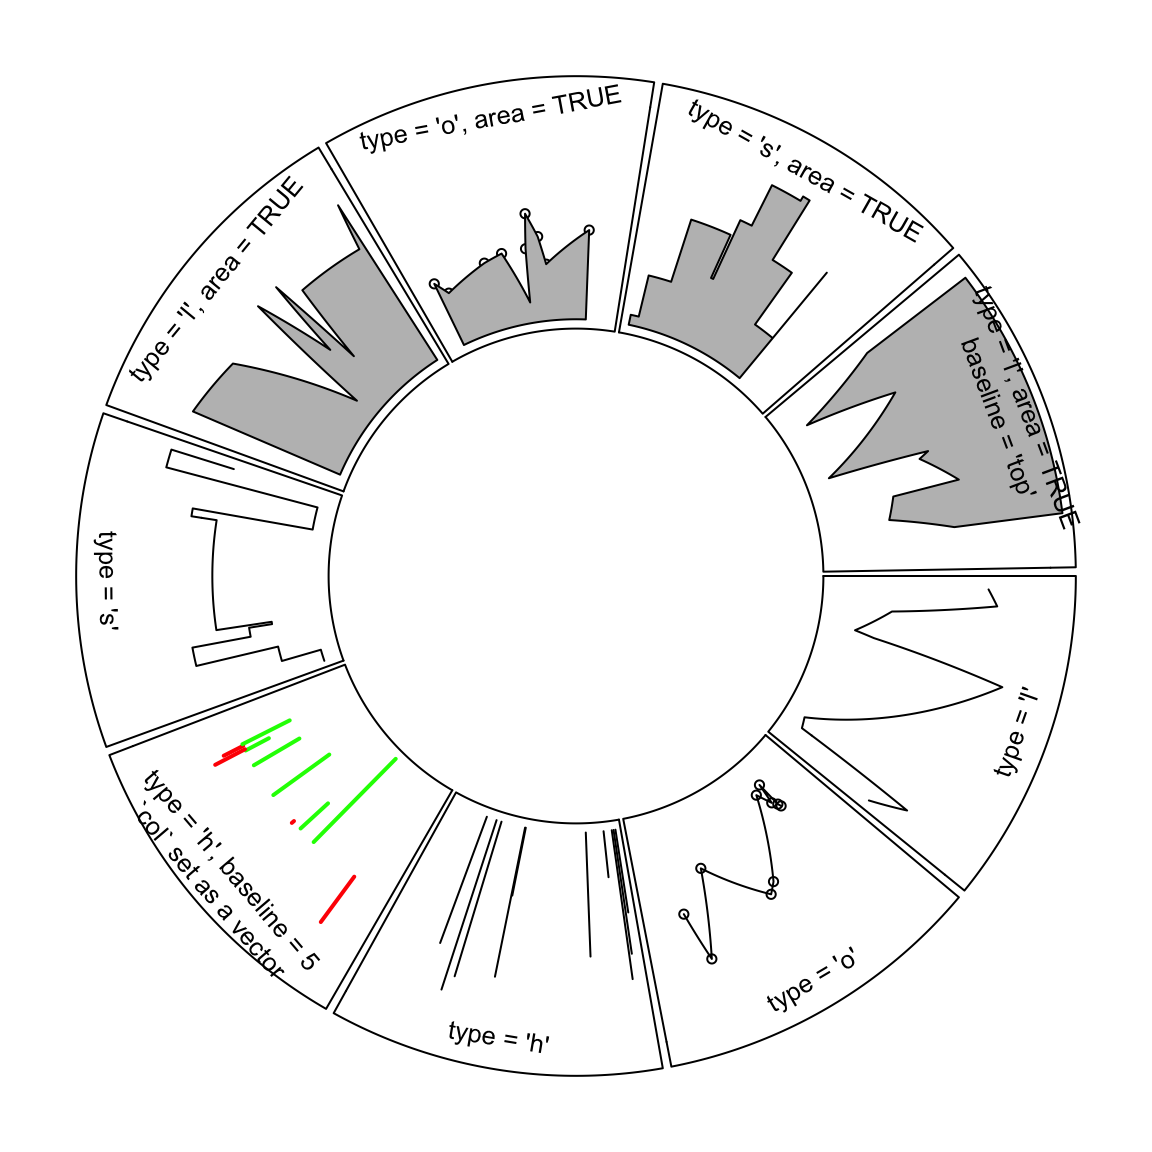 type = 'o', area = TRUE
type = 's', area = TRUE
type = 'l', area = TRUE
baseline = 'top'
type = 'l'
type = 'o'
type = 'h'
type = 'h', baseline = 5
`col` set as a vector
type = 's'
type = 'l', area = TRUE